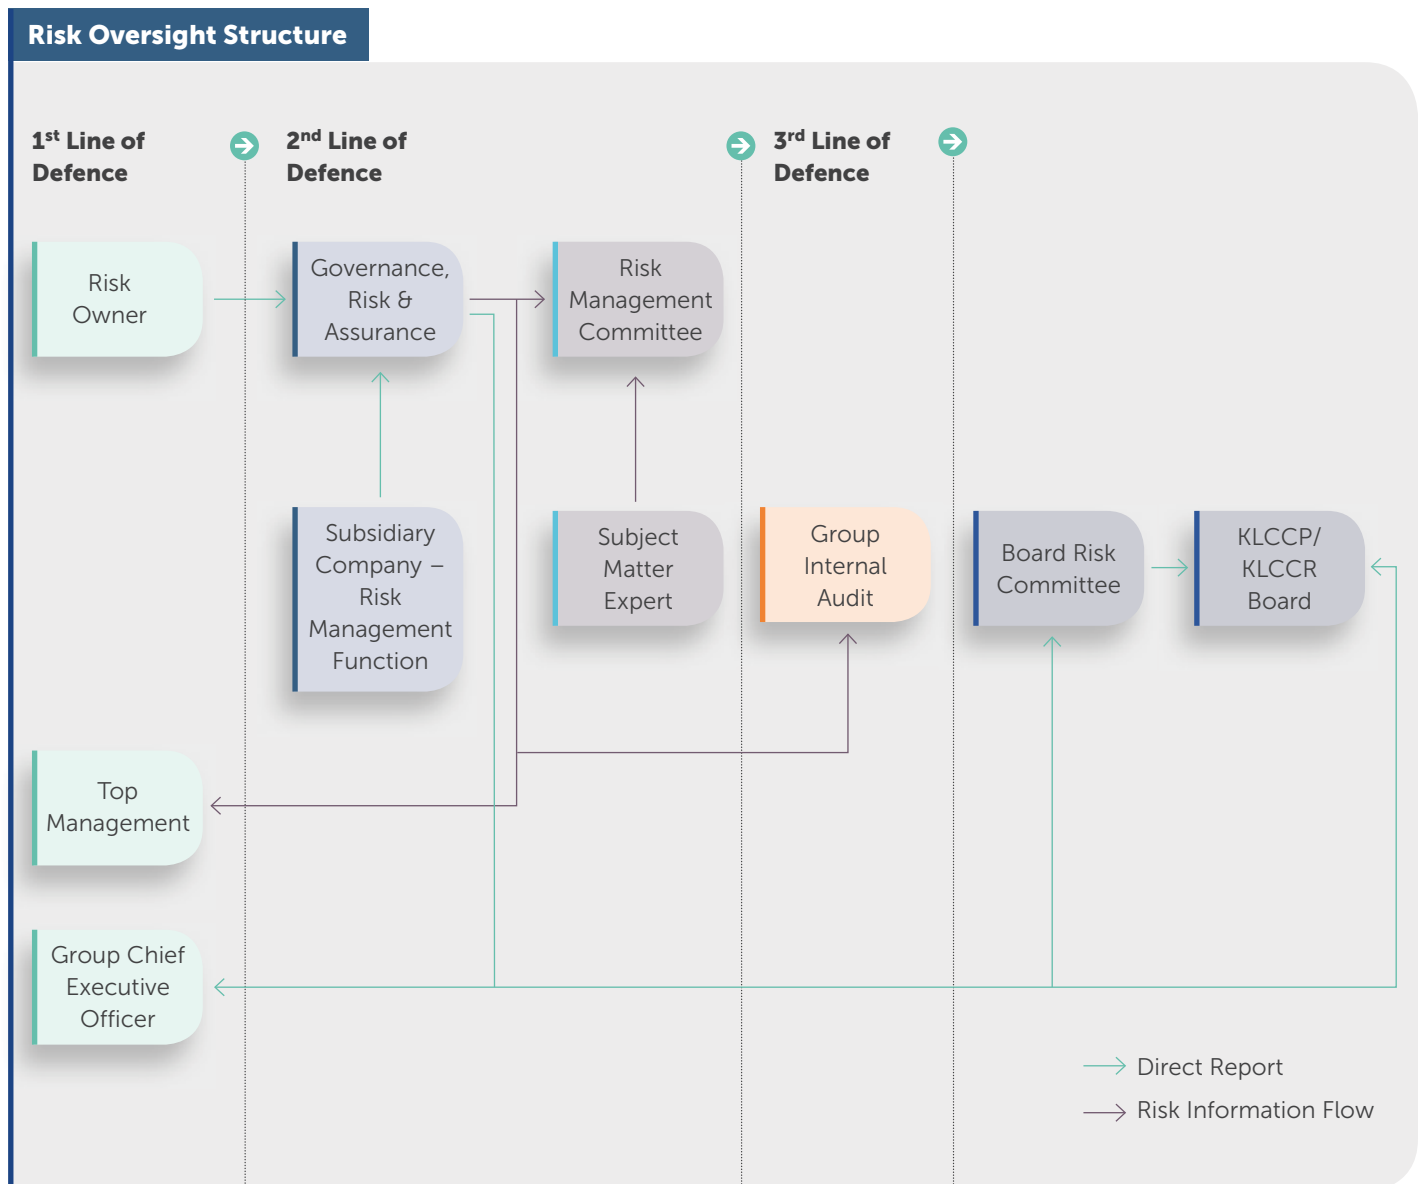 Risk Oversight Structure
1st Line of
Defence
2nd Line of
Defence
3rd Line of
Defence
Risk
Owner
Governance,
Risk &
Assurance
Risk
Management
Committee
Subsidiary
Company –
Risk
Management
Function
Subject
Matter
Expert
Group
Internal
Audit
Board Risk
Committee
KLCCP/
KLCCR
Board
Top
Management
Group Chief
Executive
Officer
Direct Report
Risk Information Flow